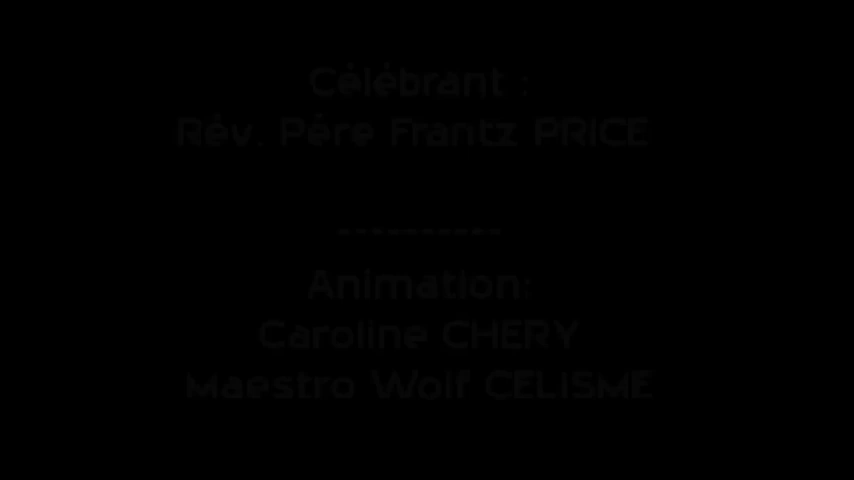 Célébrant :
Rév. Père Frantz PRICE
----------
Animation:
Caroline CHERY
Maestro Wolf CELISME